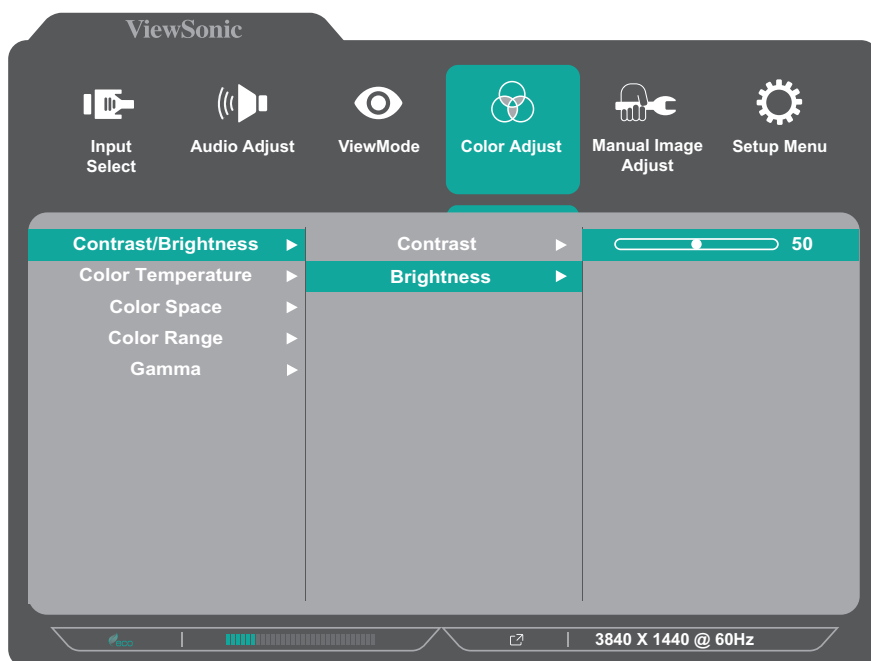 ViewSonic
Input
Select
Audio Adjust
ViewMode
Color Adjust
Manual Image
Adjust
Setup Menu
Contrast/Brightness
Contrast
50
Color Temperature
Brightness
Color Space
Color Range
Gamma
eco
3840 X 1440 @ 60Hz